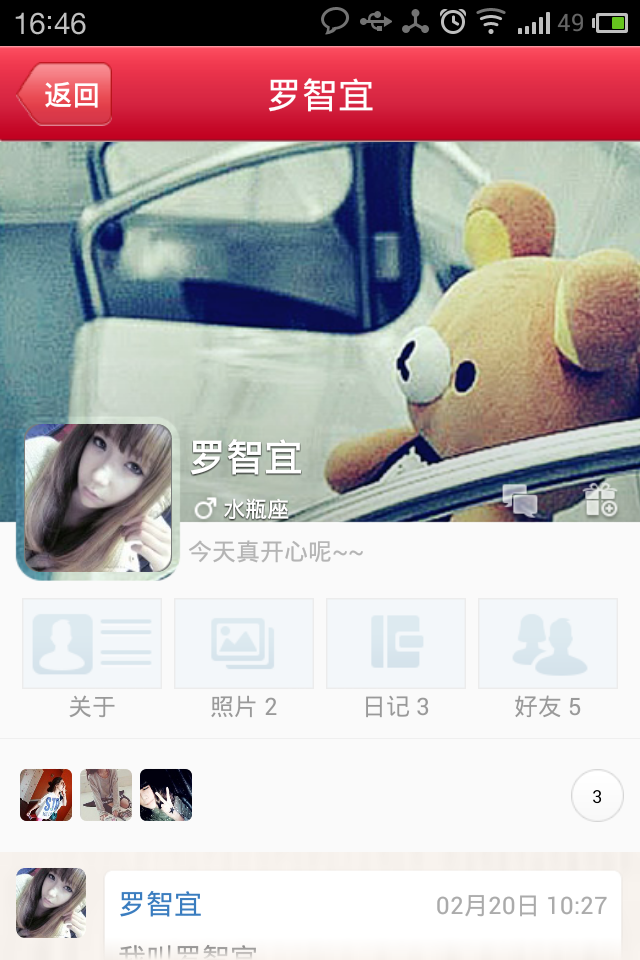 16:46
49
返回
罗智宜
罗智宜
水瓶座
今天真开心呢~~
关于
照片 2
日记 3
好友 5
3
罗智宜
02月20日 10:27
我叫罗智宜